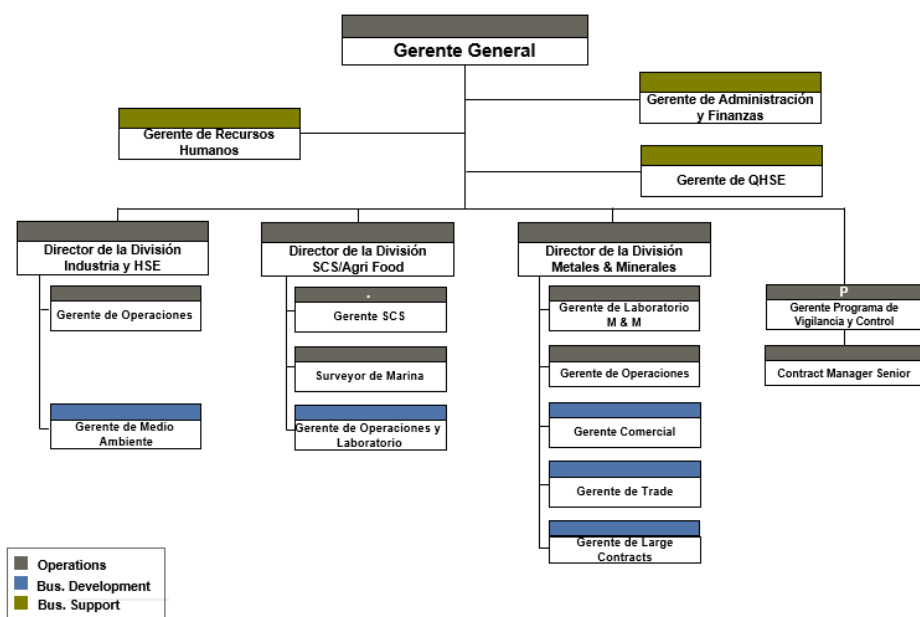 Gerente General
Gerente de Administración
y Finanzas
Gerente de Recursos
Humanos
Gerente de QHSE
Director de la División
Industria y HSE
Director de la División
SCS/Agri Food
Director de la División
Metales & Minerales
P
Gerente Programa de
Vigilancia y Control
Gerente de Operaciones
-
Gerente SCS
Gerente de Laboratorio
M & M
Contract Manager Senior
Surveyor de Marina
Gerente de Operaciones
Gerente de Medio
Ambiente
Gerente de Operaciones y
Laboratorio
Gerente Comercial
Gerente de Trade
Gerente de Large
Contracts
Operations
Bus. Development
Bus. Support